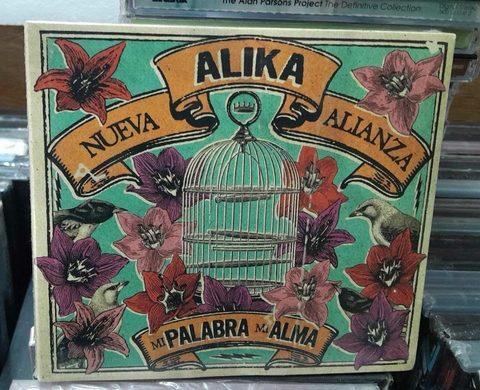 The Alan Parsons Project The Definitive Collection
ALIKA
NUEVA ALIANZA
MI PALABRA MI ALMA